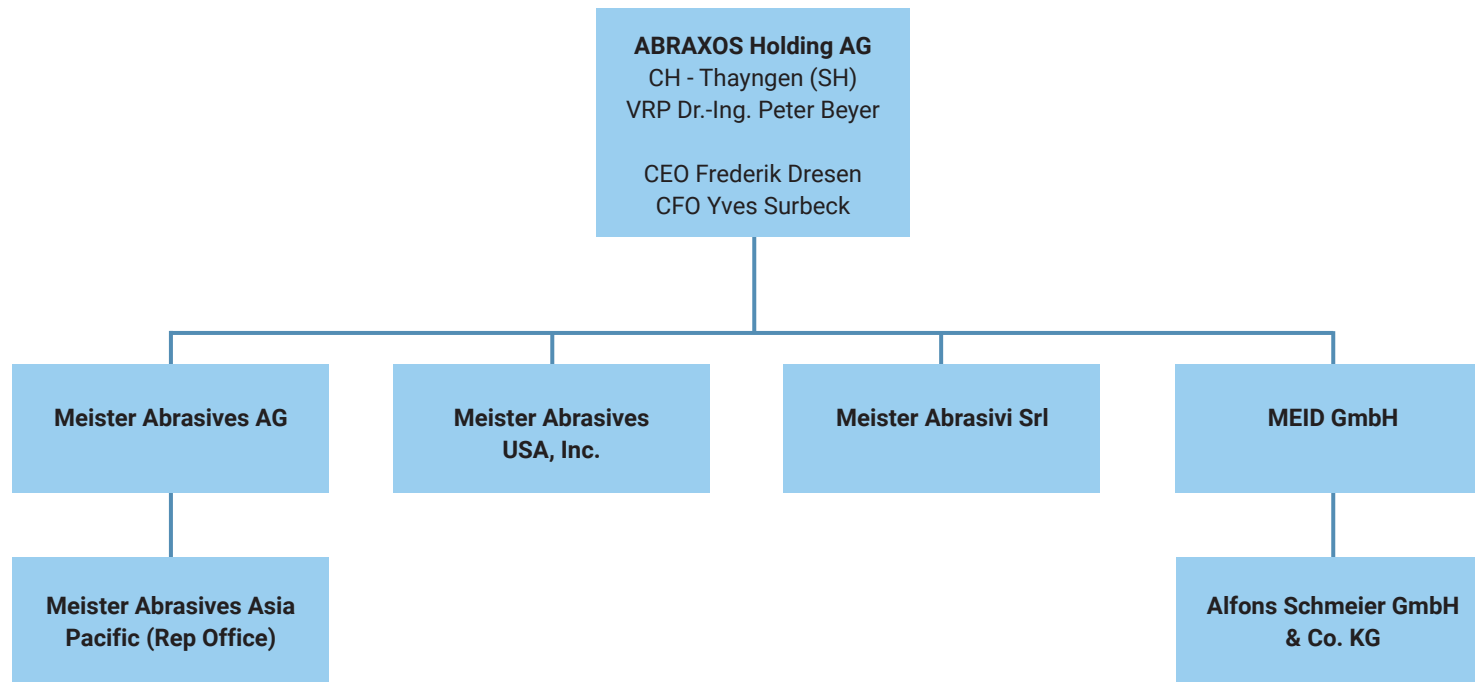 ABRAXOS Holding AG
CH - Thayngen (SH)
VRP Dr.-Ing. Peter Beyer
CEO Frederik Dresen
CFO Yves Surbeck
Meister Abrasives AG
Meister Abrasives
USA, Inc.
Meister Abrasivi Srl
MEID GmbH
Meister Abrasives Asia
Pacific (Rep Office)
Alfons Schmeier GmbH
& Co. KG